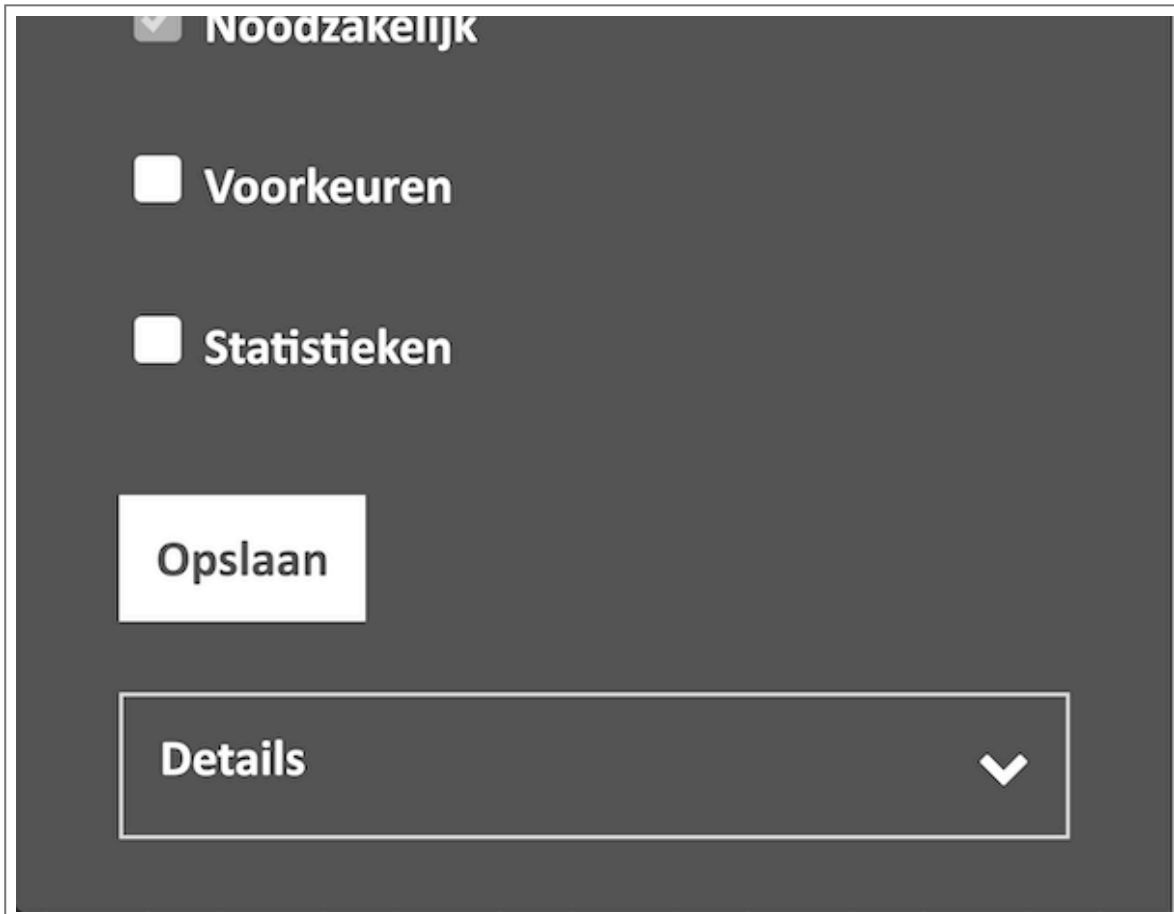 Noodzakelijk
Voorkeuren
Statistieken
Opslaan
Details